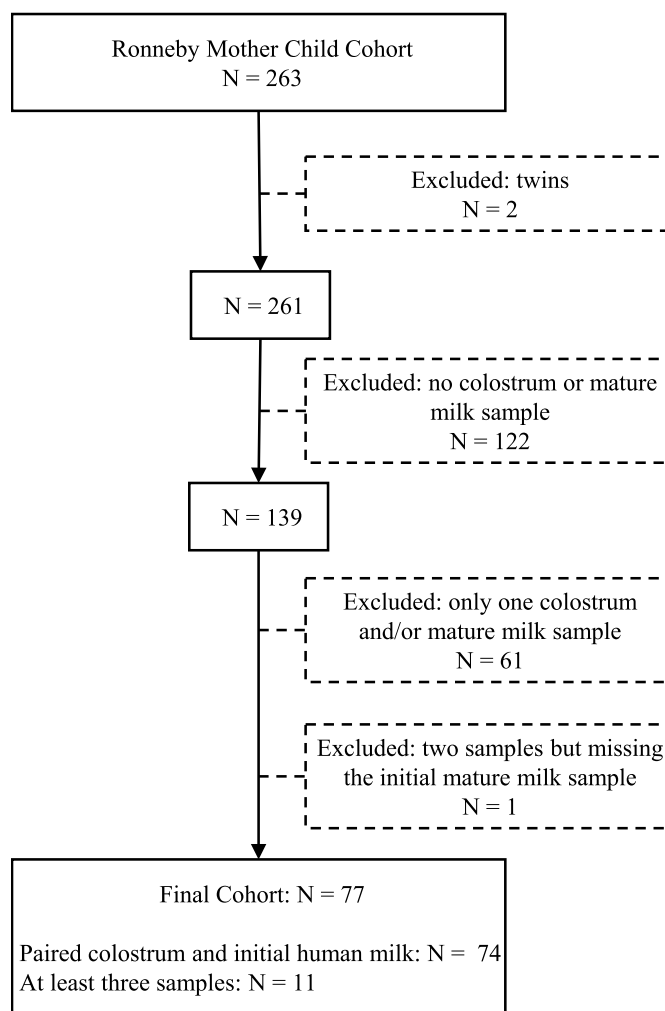 Ronneby Mother Child Cohort
N = 263
Excluded: twins
N = 2
N = 261
Excluded: no colostrum or mature
milk sample
N = 122
N = 139
Excluded: only one colostrum
and/or mature milk sample
N = 61
Excluded: two samples but missing
the initial mature milk sample
N = 1
Final Cohort: N = 77
Paired colostrum and initial human milk: N = 74
At least three samples: N = 11